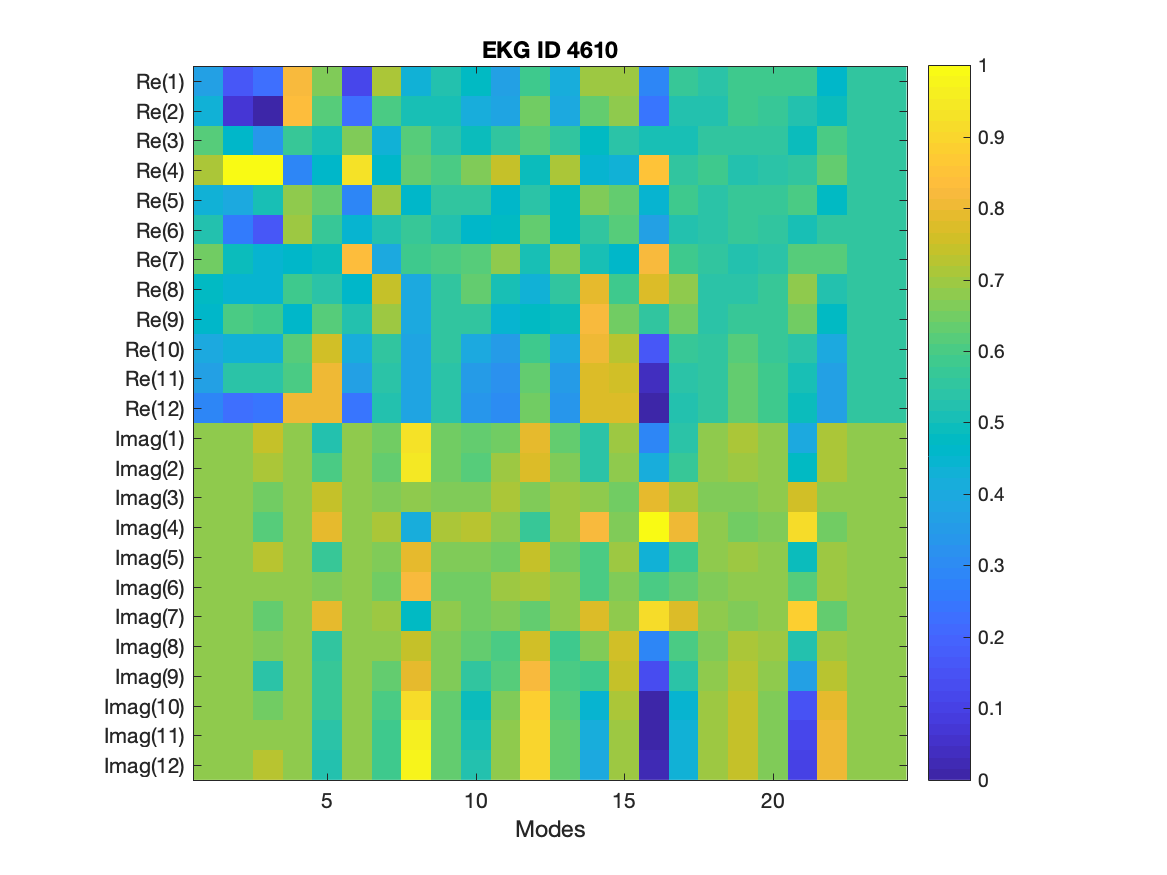 EKG ID 4610
Re(1)
Re(2)
Re(3)
Re(4)
Re(5)
Re(6)
Re(7)
Re(8)
Re(9)
Re(10)
Re(11)
Re(12)
Imag(1)
Imag(2)
Imag(3)
Imag(4)
Imag(5)
Imag(6)
Imag(7)
Imag(8)
Imag(9)
Imag(10)
Imag(11)
Imag(12)
5 10 15 20
Modes
1
0.9
0.8
0.7
0.6
0.5
0.4
0.3
0.2
0.1
0